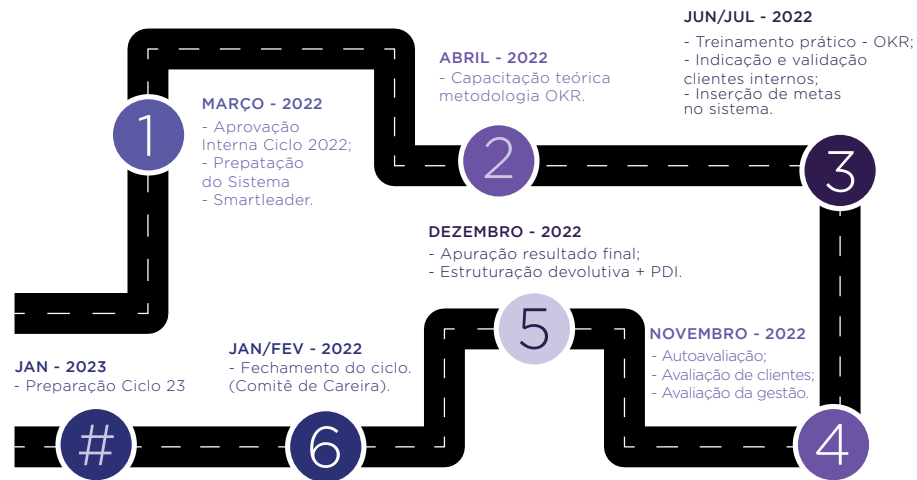 1
MARÇO - 2022
- Aprovação
Interna Ciclo 2022;
- Prepatação
do Sistema
- Smartleader.
2
ABRIL - 2022
- Capacitação teórica
metodologia OKR.
3
JUN/JUL - 2022
- Treinamento prático - OKR;
- Indicação e validação
clientes internos;
- Inserção de metas
no sistema.
4
NOVEMBRO - 2022
- Autoavaliação;
- Avaliação de clientes;
- Avaliação da gestão.
5
DEZEMBRO - 2022
- Apuração resultado final;
- Estruturação devolutiva + PDI.
6
JAN/FEV - 2022
- Fechamento do ciclo.
(Comitê de Careira).
#
JAN - 2023
- Preparação Ciclo 23